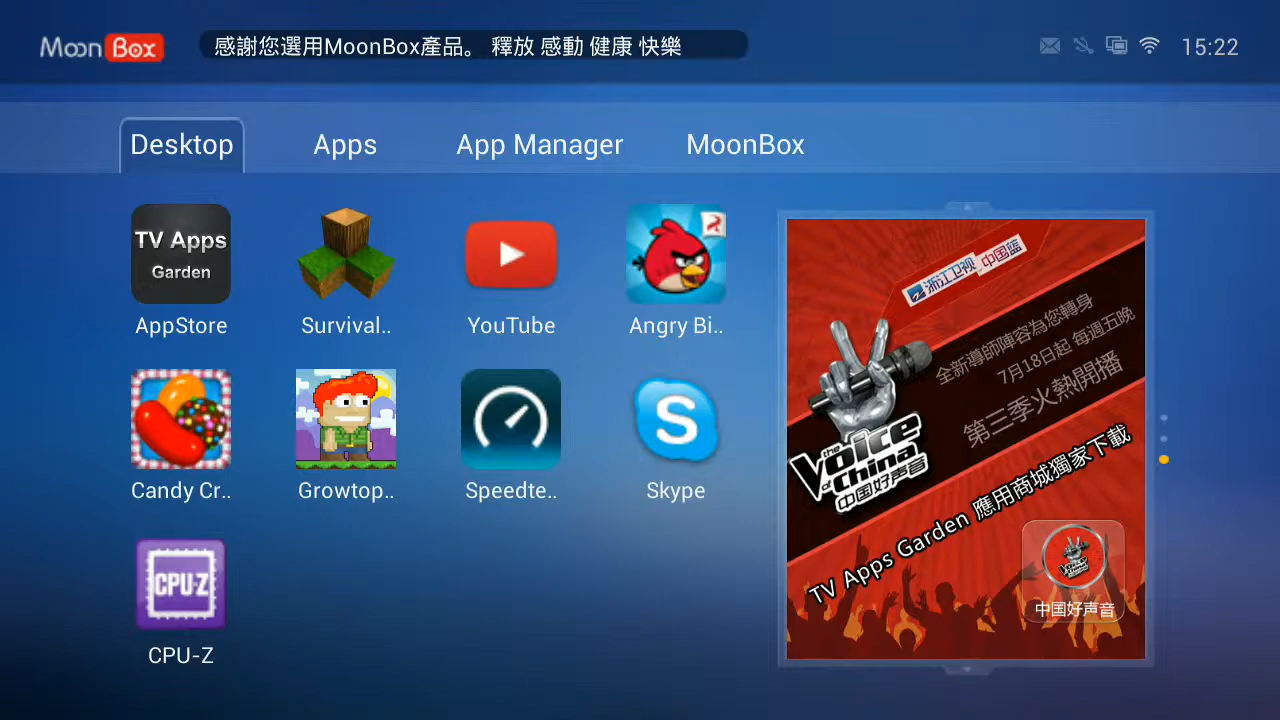 Moon Box
感謝您選用MoonBox產品。 釋放 感動 健康 快樂
15:22
Desktop
Apps
App Manager
MoonBox
TV Apps
Garden
AppStore
Survival..
YouTube
Angry Bi..
Candy Cr..
Growtop..
Speedte..
S
Skype
CPU-Z
CPU-Z
浙江卫视 中国蓝
全新導師陣容為您轉身
7月18日起 每週五晚
第三季火熱開播
the
Voice
of China
中国好声音
TV Apps Garden 應用商城獨家下載
中国好声音